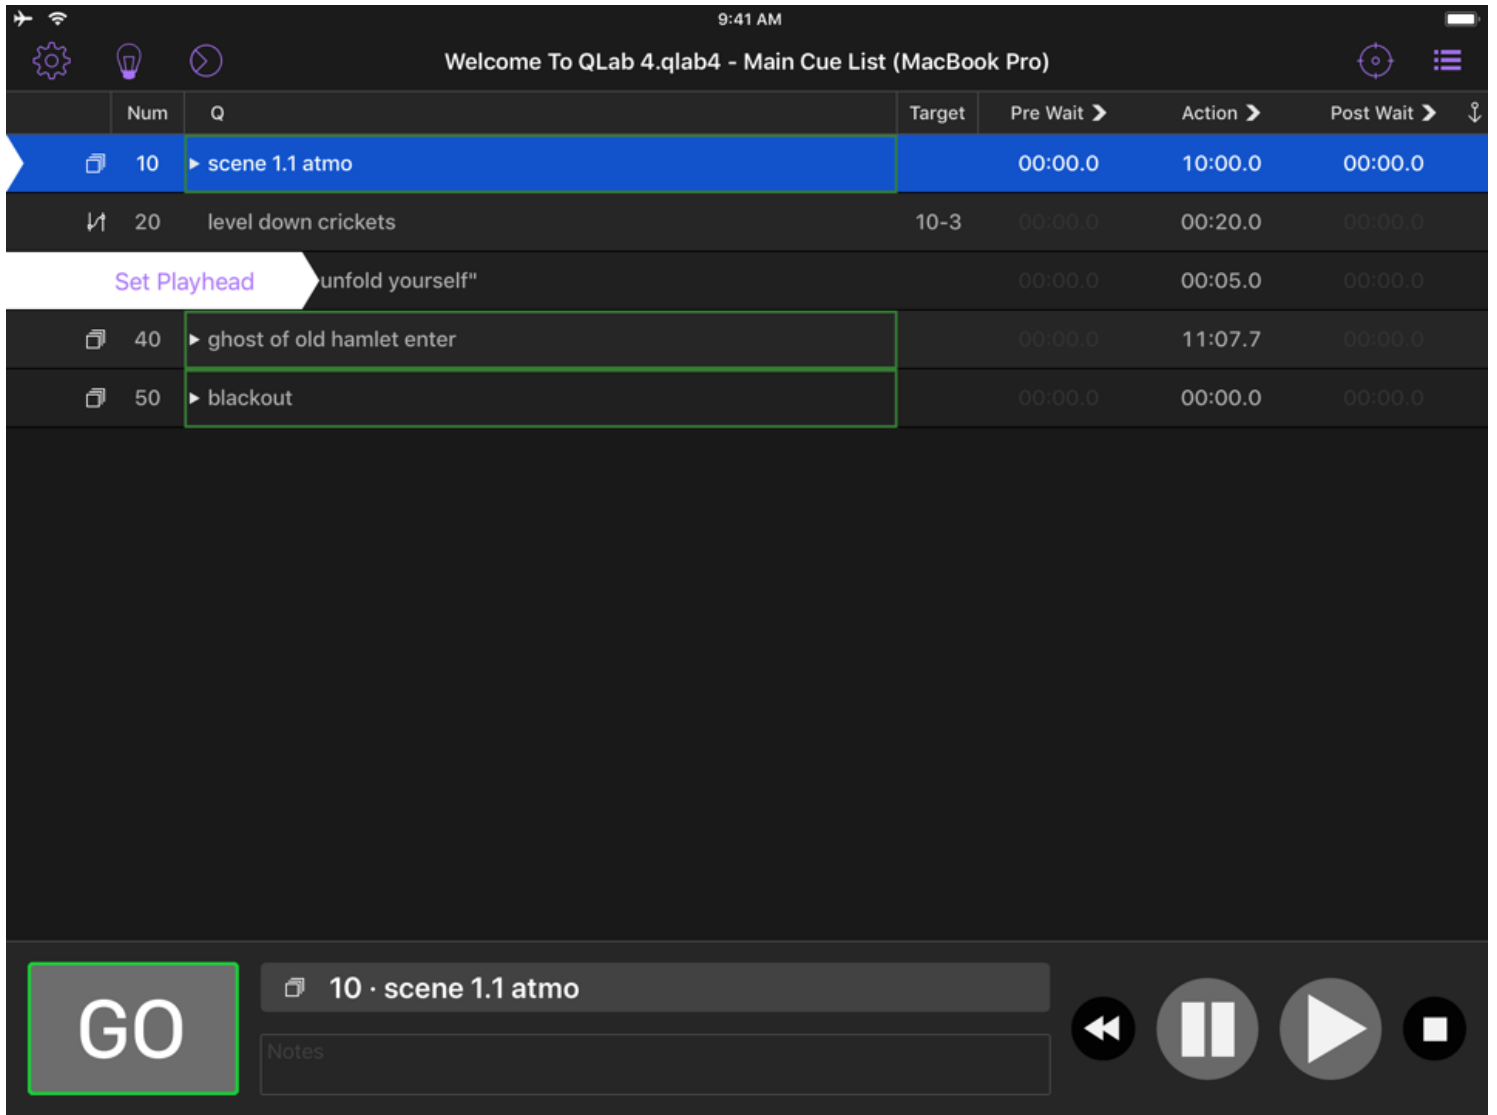 9:41 AM
Welcome To QLab 4.qlab4 - Main Cue List (MacBook Pro)
Num Q Target Pre Wait Action Post Wait
10 scene 1.1 atmo 00:00.0 10:00.0 00:00.0
20 level down crickets 10-3 00:00.0 00:20.0 00:00.0
Set Playhead unfold yourself" 00:00.0 00:05.0 00:00.0
40 ghost of old hamlet enter 00:00.0 11:07.7 00:00.0
50 blackout 00:00.0 00:00.0 00:00.0
GO
10 · scene 1.1 atmo
Notes